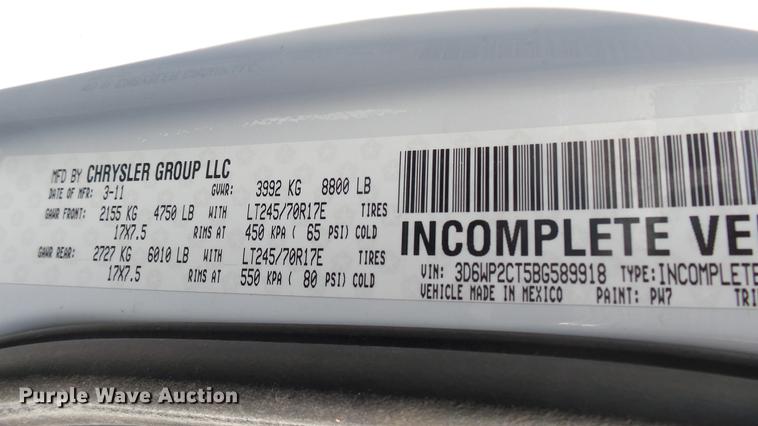 MFD BY CHRYSLER GROUP LLC
DATE OF MFR: 3-11 GVWR: 3992 KG 8800 LB
GAWR FRONT: 2155 KG 4750 LB WITH LT245/70R17E TIRES
17X7.5 RIMS AT 450 KPA ( 65 PSI) COLD
GAWR REAR: 2727 KG 6010 LB WITH LT245/70R17E TIRES
17X7.5 RIMS AT 550 KPA ( 80 PSI) COLD
INCOMPLETE VE
VIN: 3D6WP2CT5BG589918 TYPE: INCOMPLETE
VEHICLE MADE IN MEXICO PAINT: PW7 TRI
Purple Wave Auction